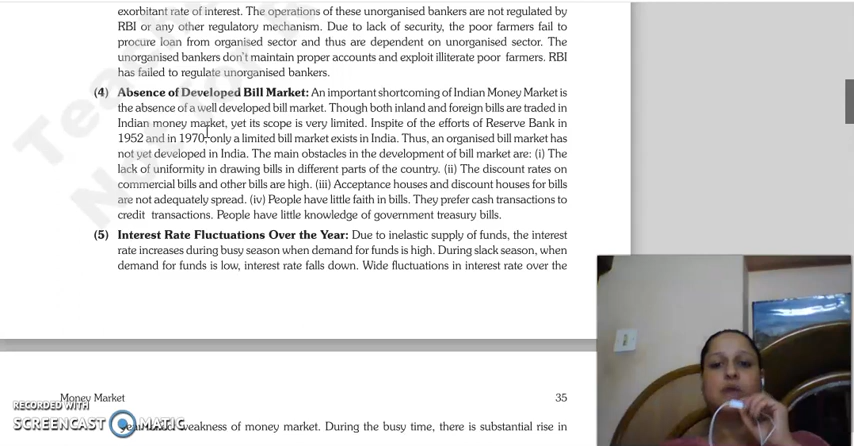 exorbitant rate of interest. The operations of these unorganised bankers are not regulated by
RBI or any other regulatory mechanism. Due to lack of security, the poor farmers fail to
procure loan from organised sector and thus are dependent on unorganised sector. The
unorganised bankers don't maintain proper accounts and exploit illiterate poor farmers. RBI
has failed to regulate unorganised bankers.
(4) Absence of Developed Bill Market: An important shortcoming of Indian Money Market is
the absence of a well developed bill market. Though both inland and foreign bills are traded in
Indian money market, yet its scope is very limited. Inspite of the efforts of Reserve Bank in
1952 and in 1970, only a limited bill market exists in India. Thus, an organised bill market has
not yet developed in India. The main obstacles in the development of bill market are: (i) The
lack of uniformity in drawing bills in different parts of the country. (ii) The discount rates on
commercial bills and other bills are high. (iii) Acceptance houses and discount houses for bills
are not adequately spread. (iv) People have little faith in bills. They prefer cash transactions to
credit transactions. People have little knowledge of government treasury bills.
(5) Interest Rate Fluctuations Over the Year: Due to inelastic supply of funds, the interest
rate increases during busy season when demand for funds is high. During slack season, when
demand for funds is low, interest rate falls down. Wide fluctuations in interest rate over the
Money Market 35
RECORDED WITH
SCREENCAST MATIC
weakness of money market. During the busy time, there is substantial rise in